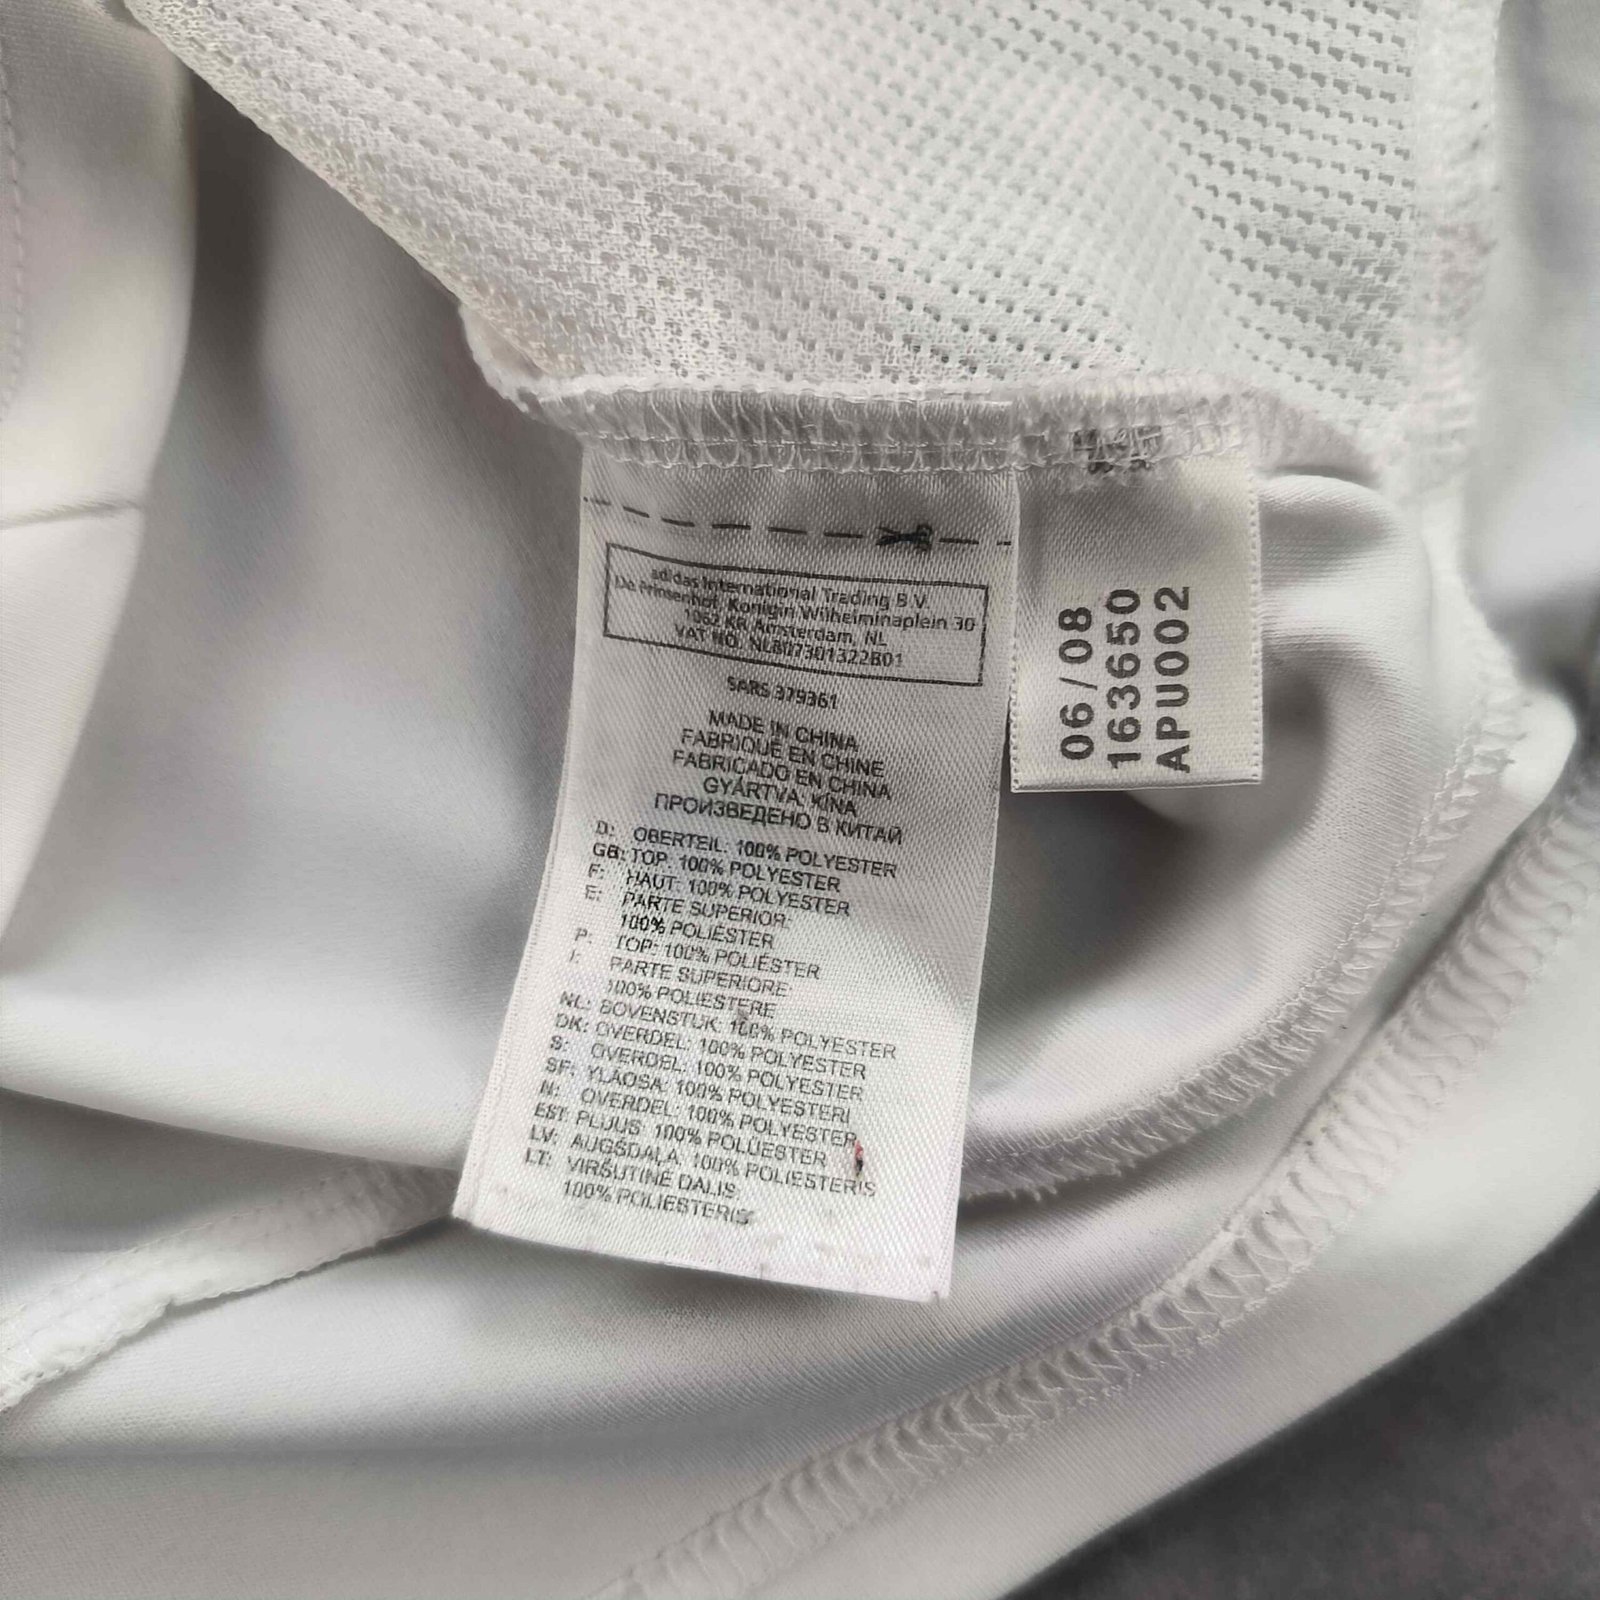 adidas International Trading B.V.
De Prinsenhof, Koningin Wilhelminaplein 30
1062 KR Amsterdam, NL
VAT NO. NL807301322B01
SARS 379361
MADE IN CHINA
FABRIQUÉ EN CHINE
FABRICADO EN CHINA
GYÁRTVA: KÍNA
ПРОИЗВЕДЕНО В КИТАЙ
D: OBERTEIL: 100% POLYESTER
GB: TOP: 100% POLYESTER
F: HAUT: 100% POLYESTER
E: PARTE SUPERIOR:
100% POLIÉSTER
P: TOP: 100% POLIÉSTER
I: PARTE SUPERIORE:
100% POLIESTERE
NL: BOVENSTUK: 100% POLYESTER
DK: OVERDEL: 100% POLYESTER
S: OVERDEL: 100% POLYESTER
SF: YLÄOSA: 100% POLYESTERI
N: OVERDEL: 100% POLYESTER
EST: PLUUS: 100% POLÜESTER
LV: AUGŠDAĻA: 100% POLIESTERIS
LT: VIRŠUTINĖ DALIS:
100% POLIESTERIS
06/08
163650
APU002